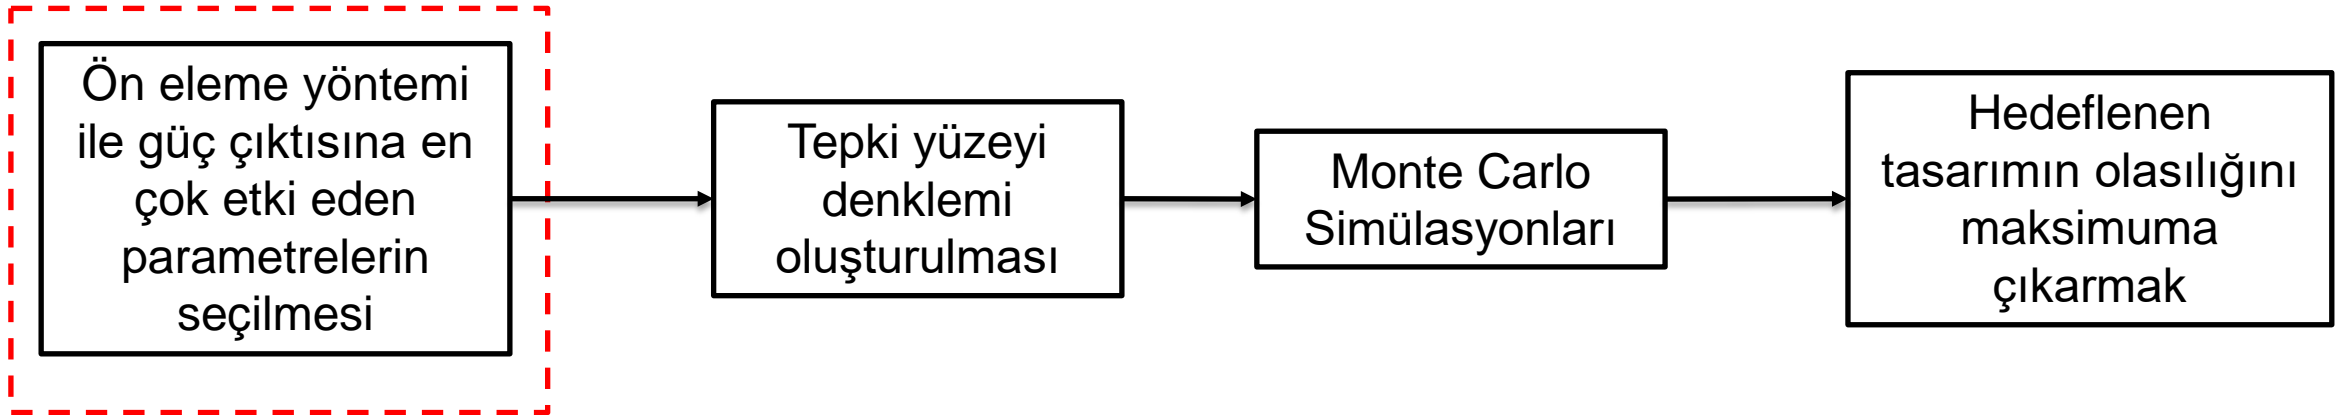 Ön eleme yöntemi
ile güç çıktısına en
çok etki eden
parametrelerin
seçilmesi
Tepki yüzeyi
denklemi
oluşturulması
Monte Carlo
Simülasyonları
Hedeflenen
tasarımın olasılığını
maksimuma
çıkarmak